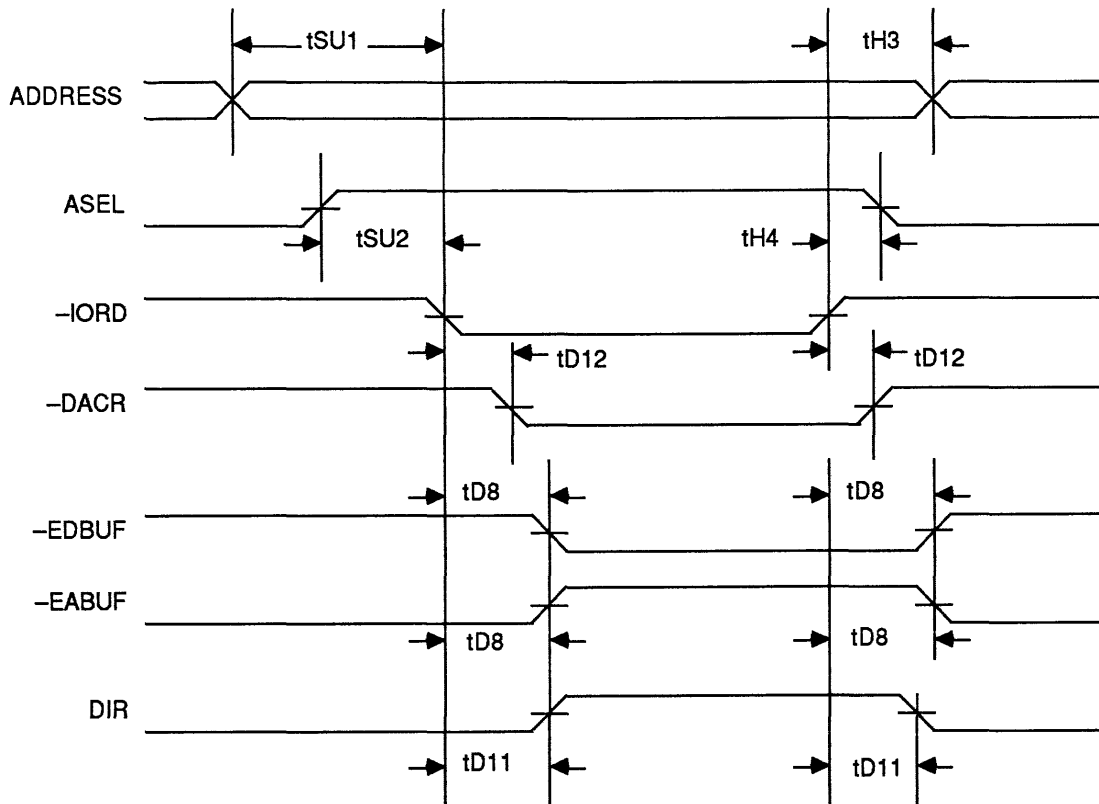 tSU1
tH3
ADDRESS
ASEL
tSU2
tH4
–IORD
tD12
tD12
–DACR
tD8
tD8
–EDBUF
–EABUF
tD8
tD8
DIR
tD11
tD11